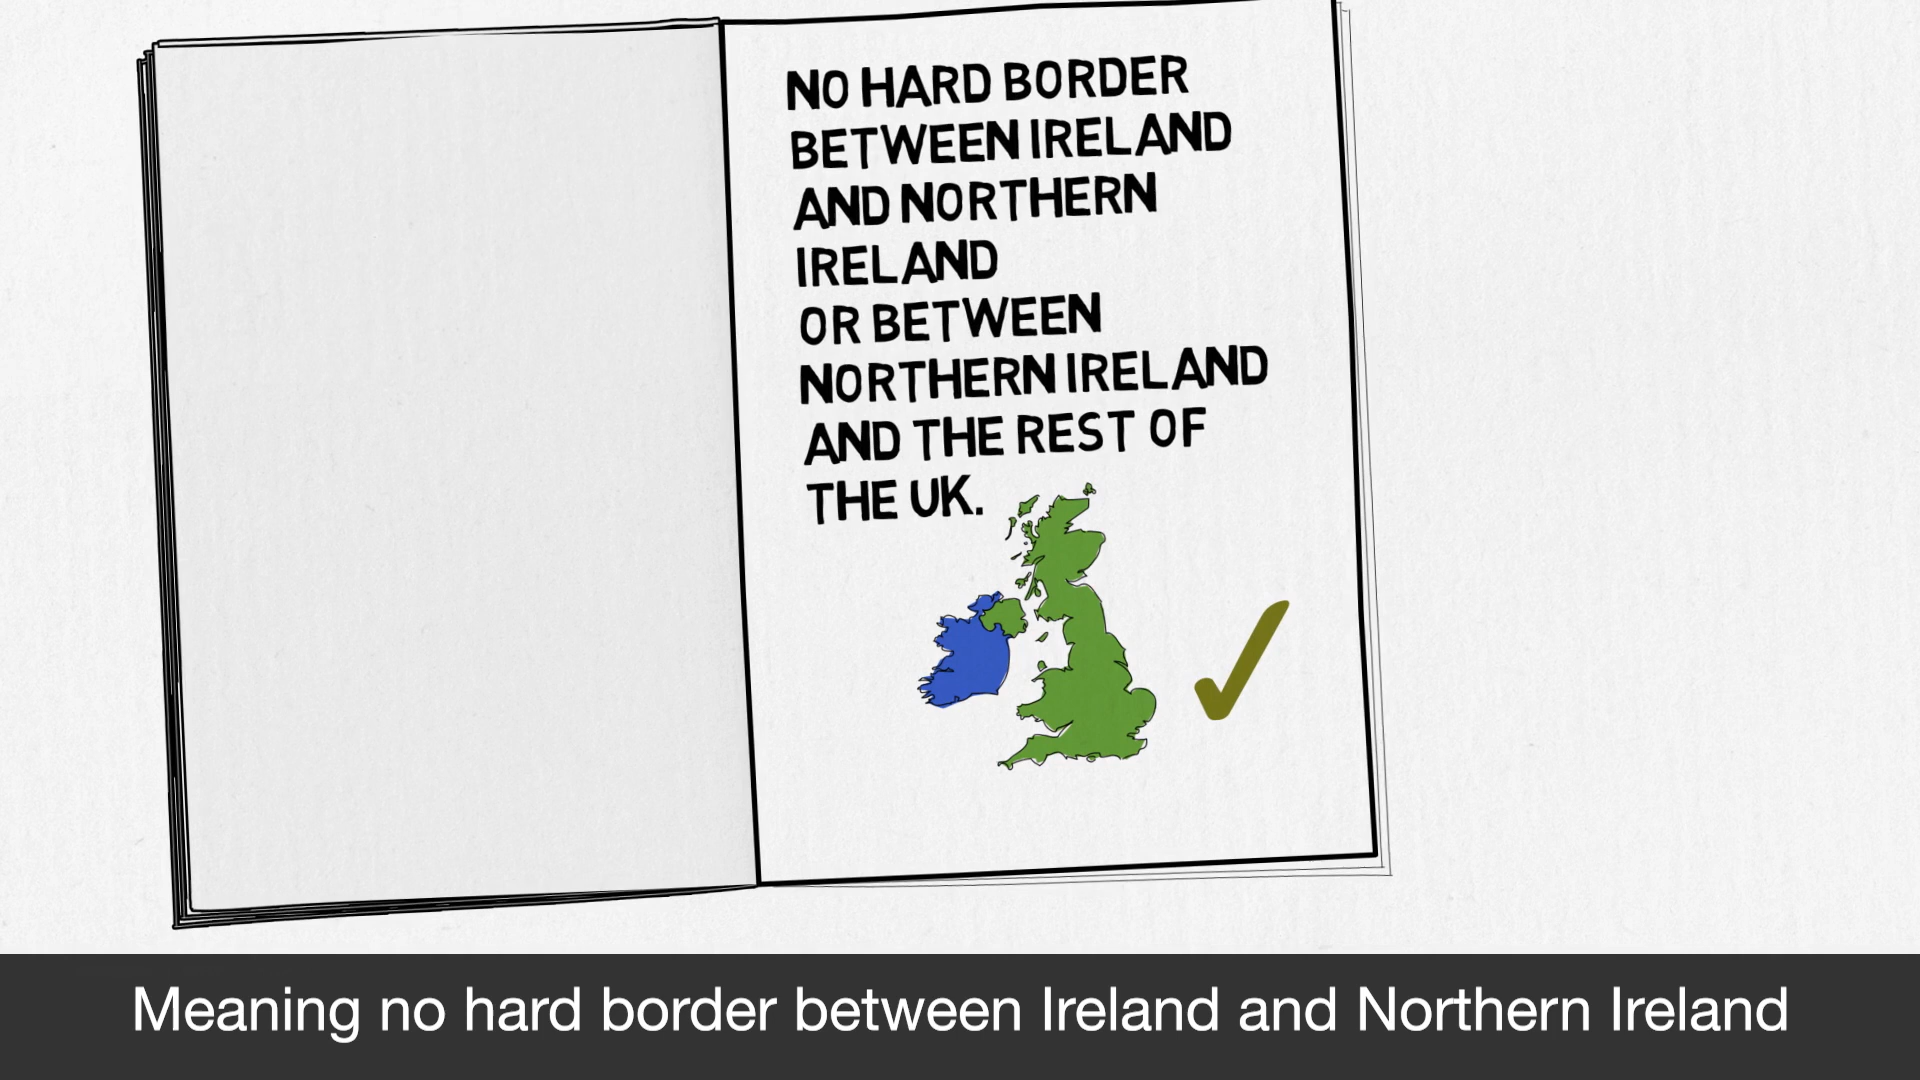 NO HARD BORDER
BETWEEN IRELAND
AND NORTHERN
IRELAND
OR BETWEEN
NORTHERN IRELAND
AND THE REST OF
THE UK.
Meaning no hard border between Ireland and Northern Ireland